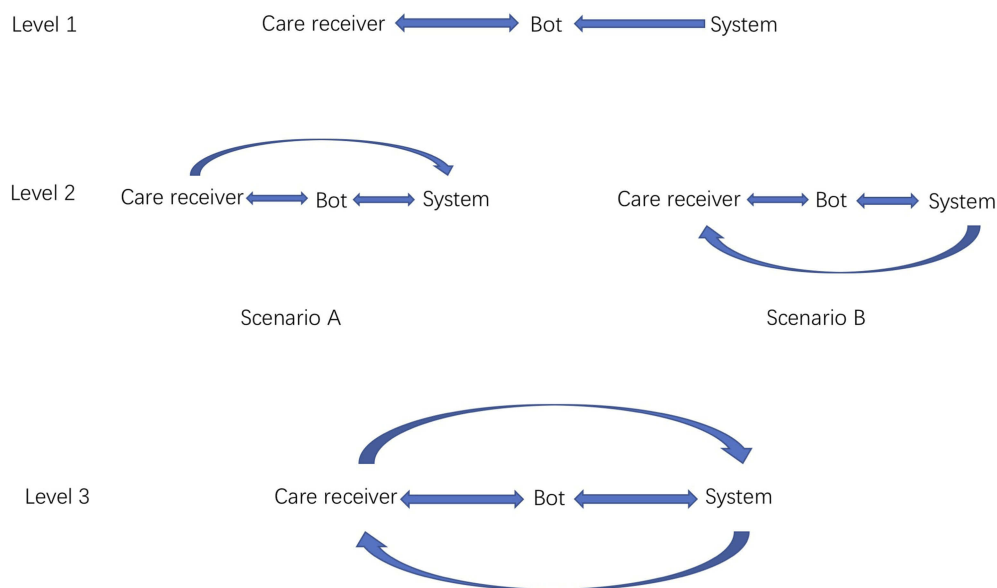 Level 1 Care receiver Bot System
Level 2 Care receiver Bot System Care receiver Bot System
Scenario A Scenario B
Level 3 Care receiver Bot System